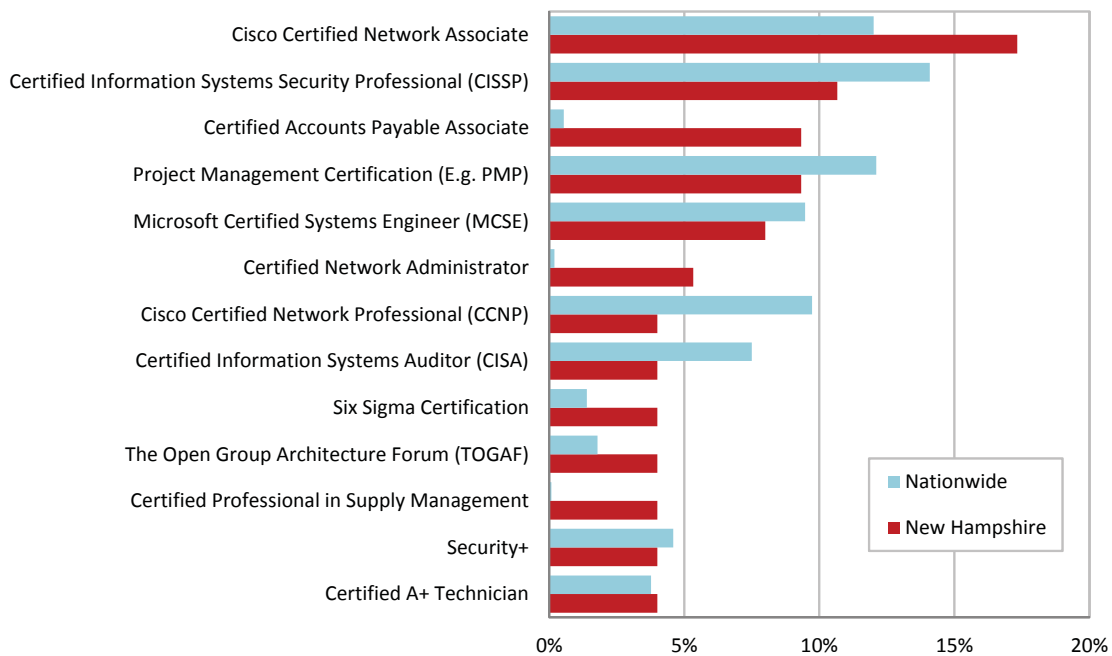 Cisco Certified Network Associate
Certified Information Systems Security Professional (CISSP)
Certified Accounts Payable Associate
Project Management Certification (E.g. PMP)
Microsoft Certified Systems Engineer (MCSE)
Certified Network Administrator
Cisco Certified Network Professional (CCNP)
Certified Information Systems Auditor (CISA)
Six Sigma Certification
The Open Group Architecture Forum (TOGAF)
Certified Professional in Supply Management
Security+
Certified A+ Technician
Nationwide
New Hampshire
0% 5% 10% 15% 20%